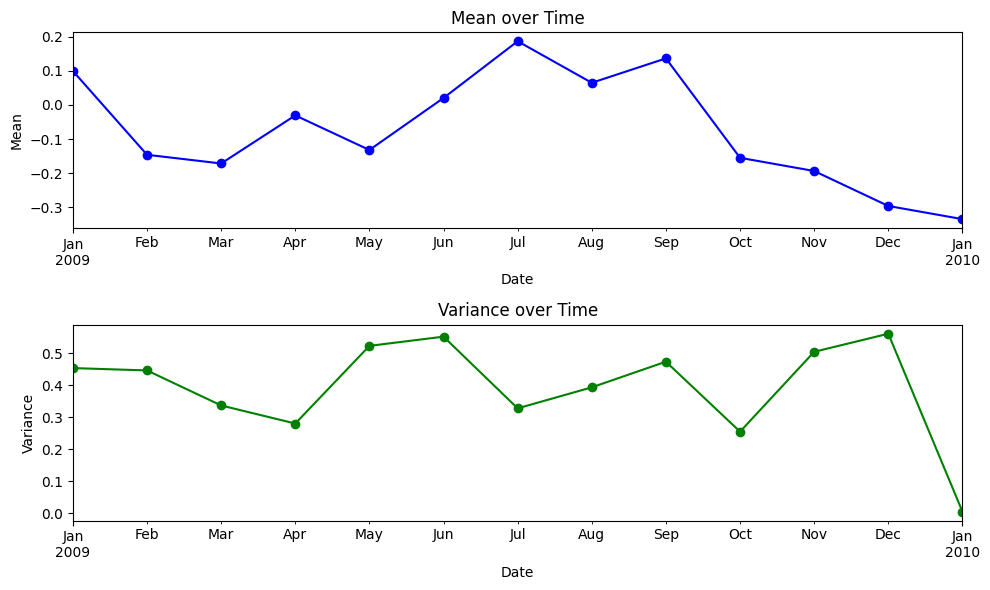 Mean over Time
Mean
0.2
0.1
0.0
−0.1
−0.2
−0.3
Jan Feb Mar Apr May Jun Jul Aug Sep Oct Nov Dec Jan
2009 2010
Date
Variance over Time
Variance
0.5
0.4
0.3
0.2
0.1
0.0
Jan Feb Mar Apr May Jun Jul Aug Sep Oct Nov Dec Jan
2009 2010
Date